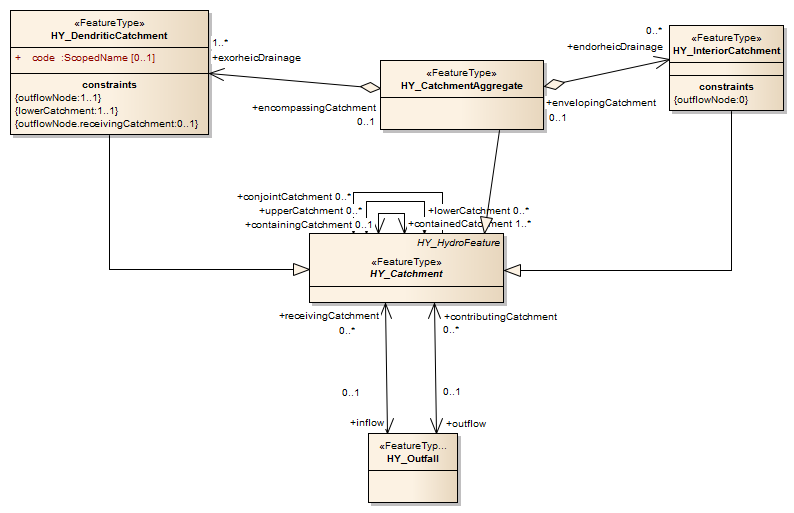 «FeatureType»
HY_DendriticCatchment
+ code :ScopedName [0..1]
constraints
{outflowNode:1..1}
{lowerCatchment:1..1}
{outflowNode.receivingCatchment:0..1}
1..*
+exorheicDrainage
+encompassingCatchment
0..1
«FeatureType»
HY_CatchmentAggregate
0..*
+endorheicDrainage
+envelopingCatchment
0..1
«FeatureType»
HY_InteriorCatchment
constraints
{outflowNode:0}
+conjointCatchment 0..*
+upperCatchment 0..*
+lowerCatchment 0..*
+containingCatchment 0..1
+containedCatchment 1..*
HY_HydroFeature
«FeatureType»
HY_Catchment
+receivingCatchment
0..*
+contributingCatchment
0..*
0..1
0..1
+inflow
+outflow
«FeatureTyp...
HY_Outfall